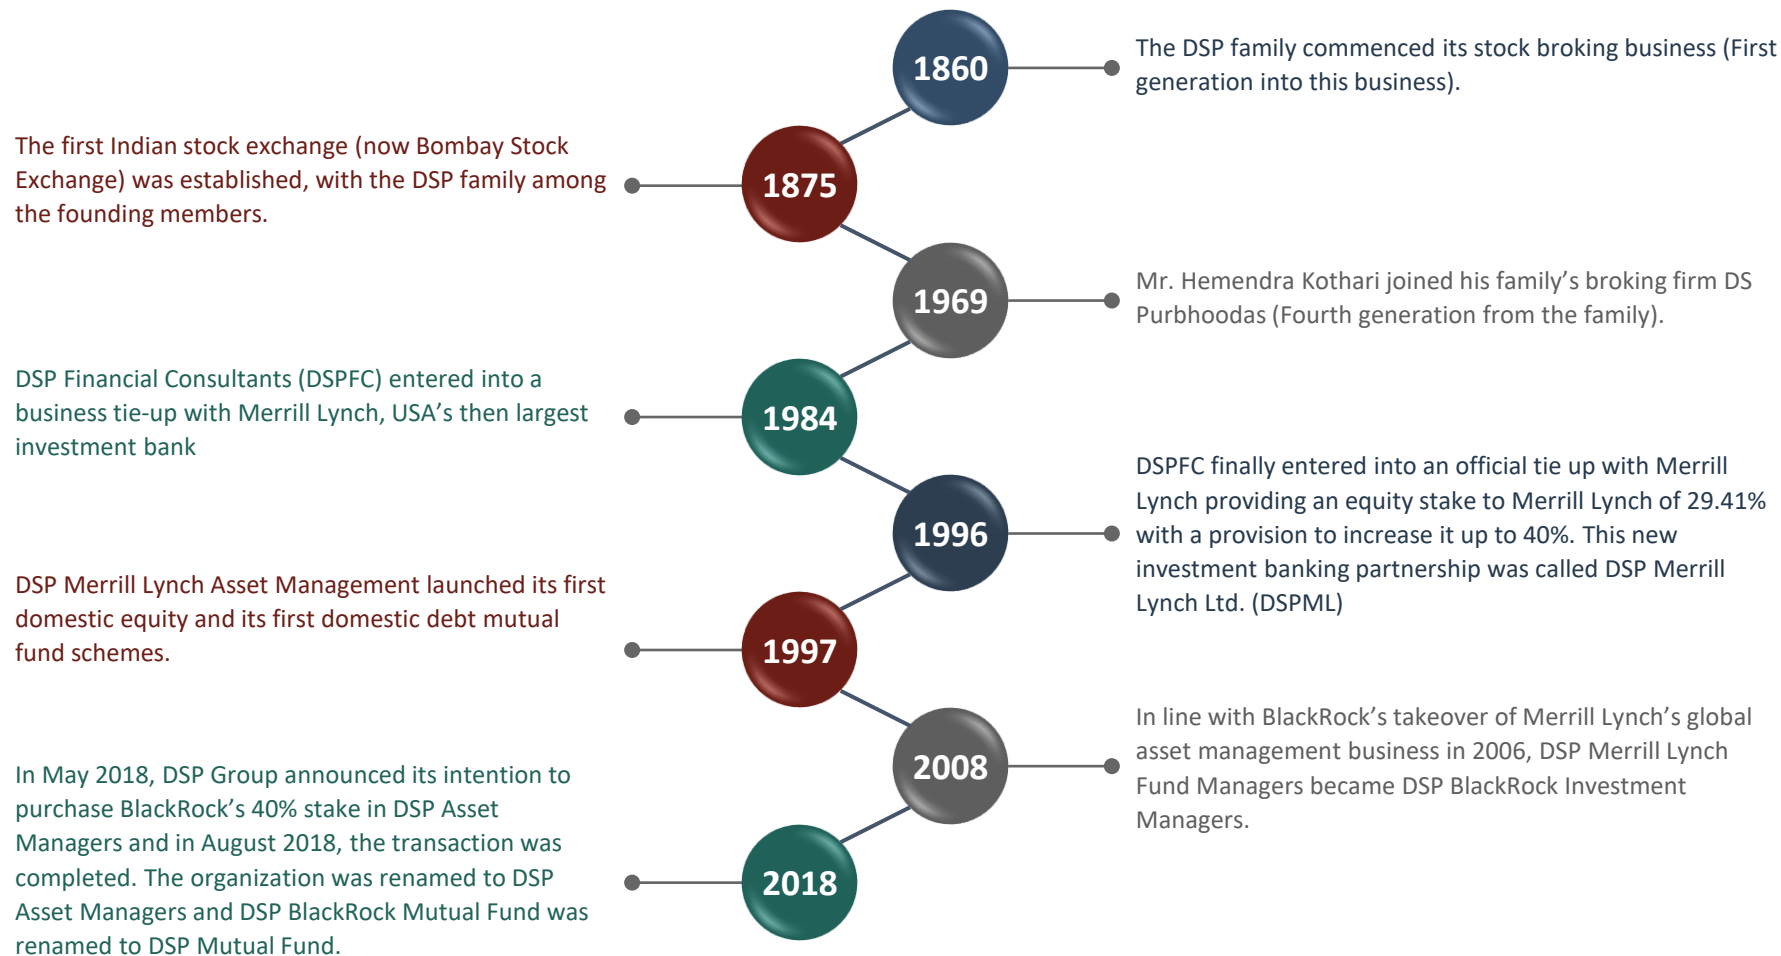 1860
The DSP family commenced its stock broking business (First
generation into this business).
The first Indian stock exchange (now Bombay Stock
Exchange) was established, with the DSP family among
the founding members.
1875
1969
Mr. Hemendra Kothari joined his family’s broking firm DS
Purbhoodas (Fourth generation from the family).
DSP Financial Consultants (DSPFC) entered into a
business tie-up with Merrill Lynch, USA’s then largest
investment bank
1984
1996
DSPFC finally entered into an official tie up with Merrill
Lynch providing an equity stake to Merrill Lynch of 29.41%
with a provision to increase it up to 40%. This new
investment banking partnership was called DSP Merrill
Lynch Ltd. (DSPML)
DSP Merrill Lynch Asset Management launched its first
domestic equity and its first domestic debt mutual
fund schemes.
1997
2008
In line with BlackRock’s takeover of Merrill Lynch’s global
asset management business in 2006, DSP Merrill Lynch
Fund Managers became DSP BlackRock Investment
Managers.
In May 2018, DSP Group announced its intention to
purchase BlackRock’s 40% stake in DSP Asset
Managers and in August 2018, the transaction was
completed. The organization was renamed to DSP
Asset Managers and DSP BlackRock Mutual Fund was
renamed to DSP Mutual Fund.
2018